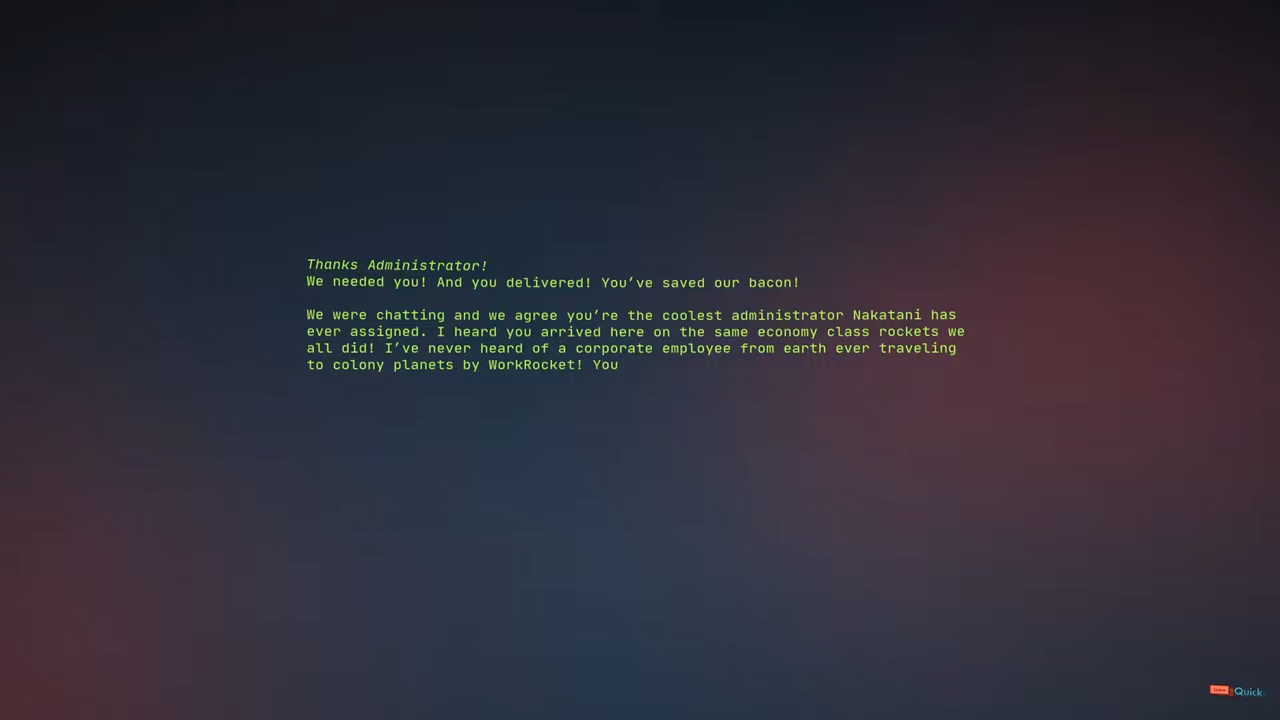 Thanks Administrator!
We needed you! And you delivered! You’ve saved our bacon!
We were chatting and we agree you’re the coolest administrator Nakatani has
ever assigned. I heard you arrived here on the same economy class rockets we
all did! I’ve never heard of a corporate employee from earth ever traveling
to colony planets by WorkRocket! You
Quick